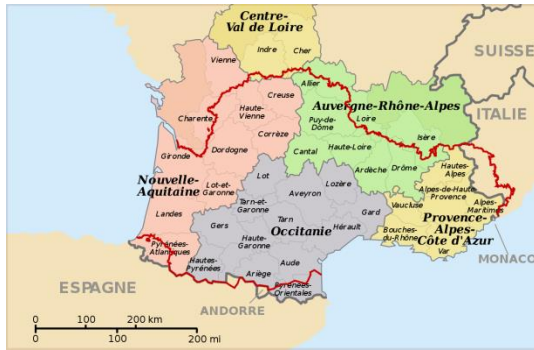 Centre-
Val de Loire
Vienne
Indre
Cher
SUISSE
Allier
Creuse
Auvergne-Rhône-Alpes
ITALIE
Charente
Haute-
Vienne
Puy-de-
Dôme
Loire
Corrèze
Isère
Gironde
Dordogne
Cantal
Haute-Loire
Hautes-
Alpes
Ardèche
Drôme
Nouvelle-
Aquitaine
Lot
Lozère
Alpes-de-Haute
Provence
Lot-et-
Garonne
Aveyron
Vaucluse
Alpes-
Maritimes
Tarn-et-
Garonne
Gard
Landes
Tarn
Provence-
Alpes-
Côte d'Azur
Gers
Hérault
Occitanie
Bouches-
du-Rhône
Haute-
Garonne
Var
MONACO
Pyrénées-
Atlantiques
Hautes-
Pyrénées
Aude
Ariège
Pyrénées-
Orientales
ESPAGNE
ANDORRE
0 100 200 km
0 100 200 mi